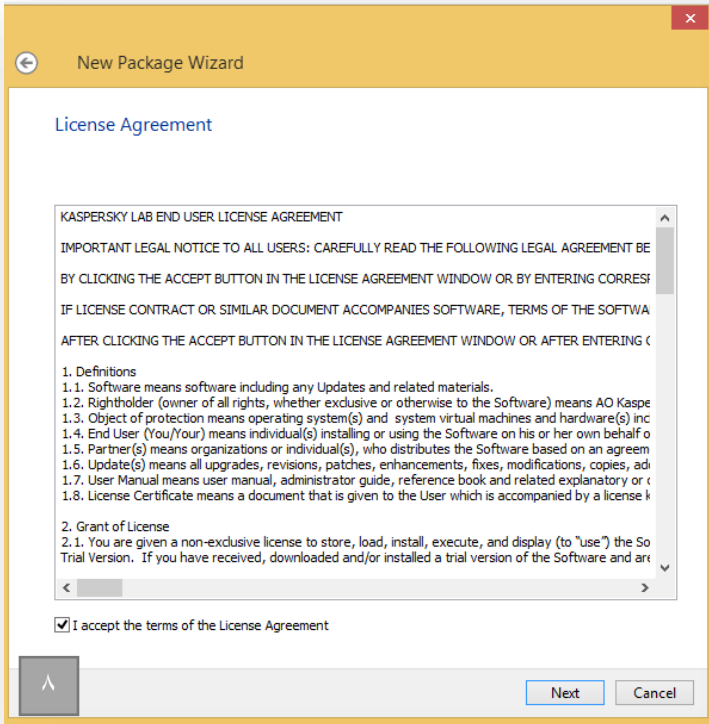 New Package Wizard
License Agreement
KASPERSKY LAB END USER LICENSE AGREEMENT
IMPORTANT LEGAL NOTICE TO ALL USERS: CAREFULLY READ THE FOLLOWING LEGAL AGREEMENT BE
BY CLICKING THE ACCEPT BUTTON IN THE LICENSE AGREEMENT WINDOW OR BY ENTERING CORRESP
IF LICENSE CONTRACT OR SIMILAR DOCUMENT ACCOMPANIES SOFTWARE, TERMS OF THE SOFTWA
AFTER CLICKING THE ACCEPT BUTTON IN THE LICENSE AGREEMENT WINDOW OR AFTER ENTERING C
1. Definitions
1.1. Software means software including any Updates and related materials.
1.2. Rightholder (owner of all rights, whether exclusive or otherwise to the Software) means AO Kaspe
1.3. Object of protection means operating system(s) and system virtual machines and hardware(s) inc
1.4. End User (You/Your) means individual(s) installing or using the Software on his or her own behalf o
1.5. Partner(s) means organizations or individual(s), who distributes the Software based on an agreem
1.6. Update(s) means all upgrades, revisions, patches, enhancements, fixes, modifications, copies, ad
1.7. User Manual means user manual, administrator guide, reference book and related explanatory or
1.8. License Certificate means a document that is given to the User which is accompanied by a license k
2. Grant of License
2.1. You are given a non-exclusive license to store, load, install, execute, and display (to “use”) the So
Trial Version. If you have received, downloaded and/or installed a trial version of the Software and are
I accept the terms of the License Agreement
٨
Next
Cancel